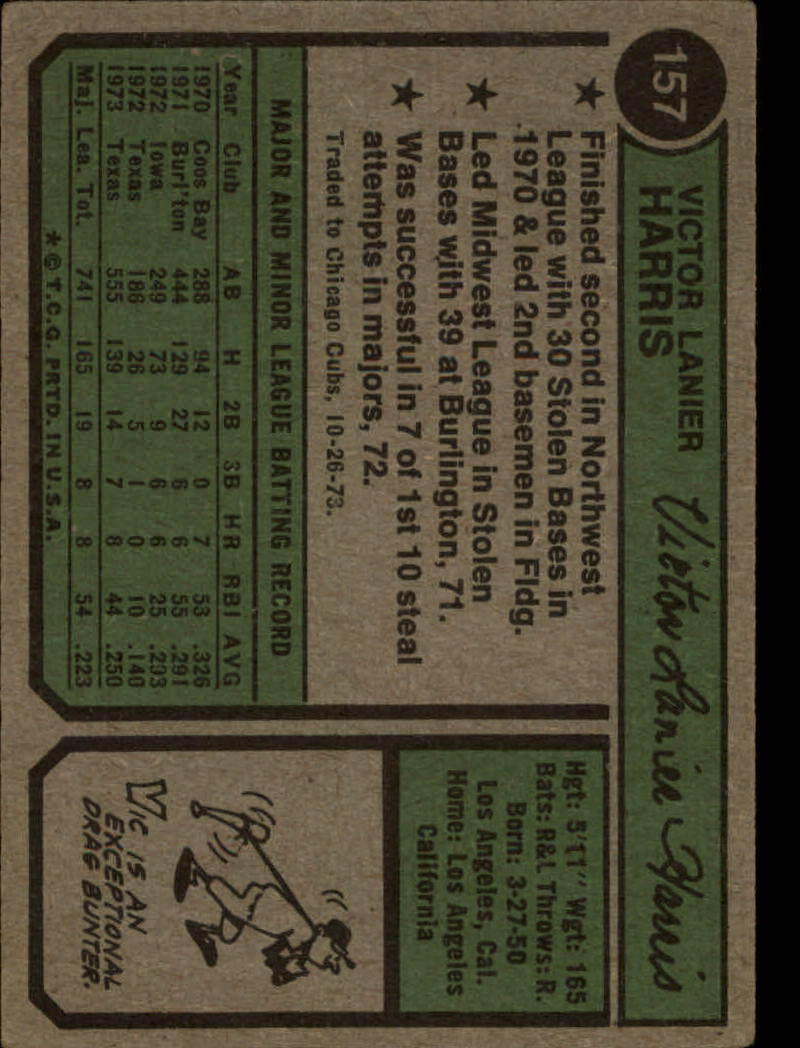 157
VICTOR LANIER
HARRIS
Victor Lanier Harris
★ Finished second in Northwest
League with 30 Stolen Bases in
1970 & led 2nd basemen in Fldg.
★ Led Midwest League in Stolen
Bases with 39 at Burlington, 71.
★ Was successful in 7 of 1st 10 steal
attempts in majors, 72.
Traded to Chicago Cubs, 10-26-73.
MAJOR AND MINOR LEAGUE BATTING RECORD
Year Club AB H 2B 3B HR RBI AVG
1970 Coos Bay 288 94 12 0 7 53 .326
1971 Burl'ton 444 129 27 6 6 55 .291
1972 Iowa 249 73 9 6 6 25 .293
1972 Texas 186 26 5 1 0 10 .140
1973 Texas 555 139 14 7 8 44 .250
Maj. Lea. Tot. 741 165 19 8 8 54 .223
★ © T.C.G. PRTD. IN U.S.A.
Hgt: 5'11" Wgt: 165
Bats: R&L Throws: R.
Born: 3-27-50
Los Angeles, Cal.
Home: Los Angeles
California
VIC IS AN
EXCEPTIONAL
DRAG BUNTER.